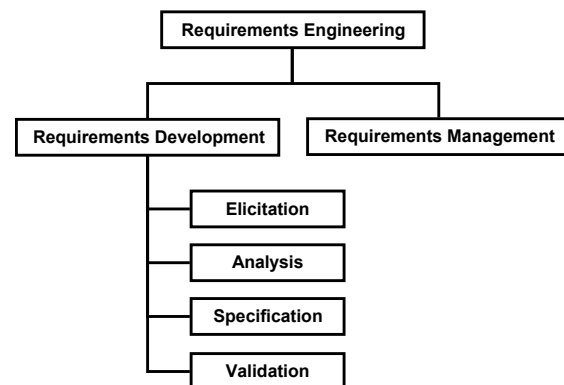 Requirements Engineering
Requirements Development
Requirements Management
Elicitation
Analysis
Specification
Validation